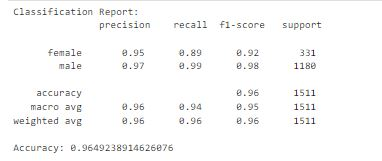 Classification Report:
precision recall f1-score support
female 0.95 0.89 0.92 331
male 0.97 0.99 0.98 1180
accuracy 0.96 1511
macro avg 0.96 0.94 0.95 1511
weighted avg 0.96 0.96 0.96 1511
Accuracy: 0.9649238914626076